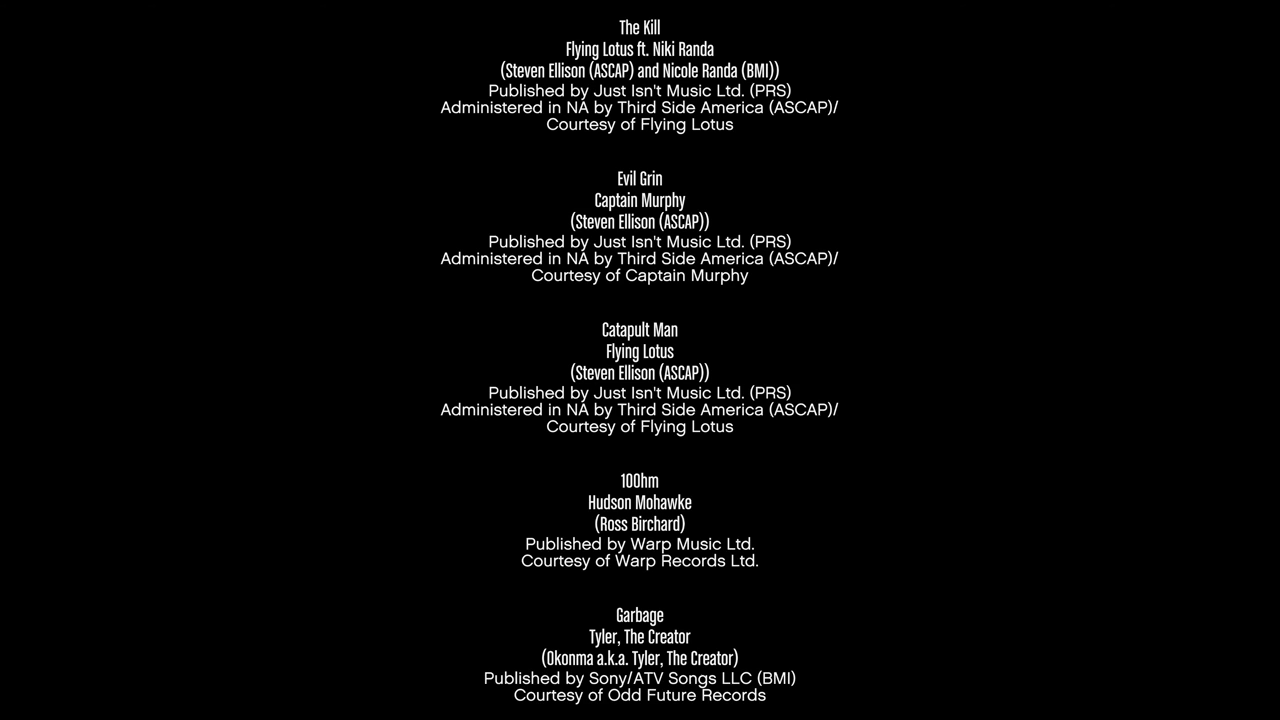 The Kill
Flying Lotus ft. Niki Randa
(Steven Ellison (ASCAP) and Nicole Randa (BMI))
Published by Just Isn't Music Ltd. (PRS)
Administered in NA by Third Side America (ASCAP)/
Courtesy of Flying Lotus
Evil Grin
Captain Murphy
(Steven Ellison (ASCAP))
Published by Just Isn't Music Ltd. (PRS)
Administered in NA by Third Side America (ASCAP)/
Courtesy of Captain Murphy
Catapult Man
Flying Lotus
(Steven Ellison (ASCAP))
Published by Just Isn't Music Ltd. (PRS)
Administered in NA by Third Side America (ASCAP)/
Courtesy of Flying Lotus
100hm
Hudson Mohawke
(Ross Birchard)
Published by Warp Music Ltd.
Courtesy of Warp Records Ltd.
Garbage
Tyler, The Creator
(Okonma a.k.a. Tyler, The Creator)
Published by Sony/ATV Songs LLC (BMI)
Courtesy of Odd Future Records